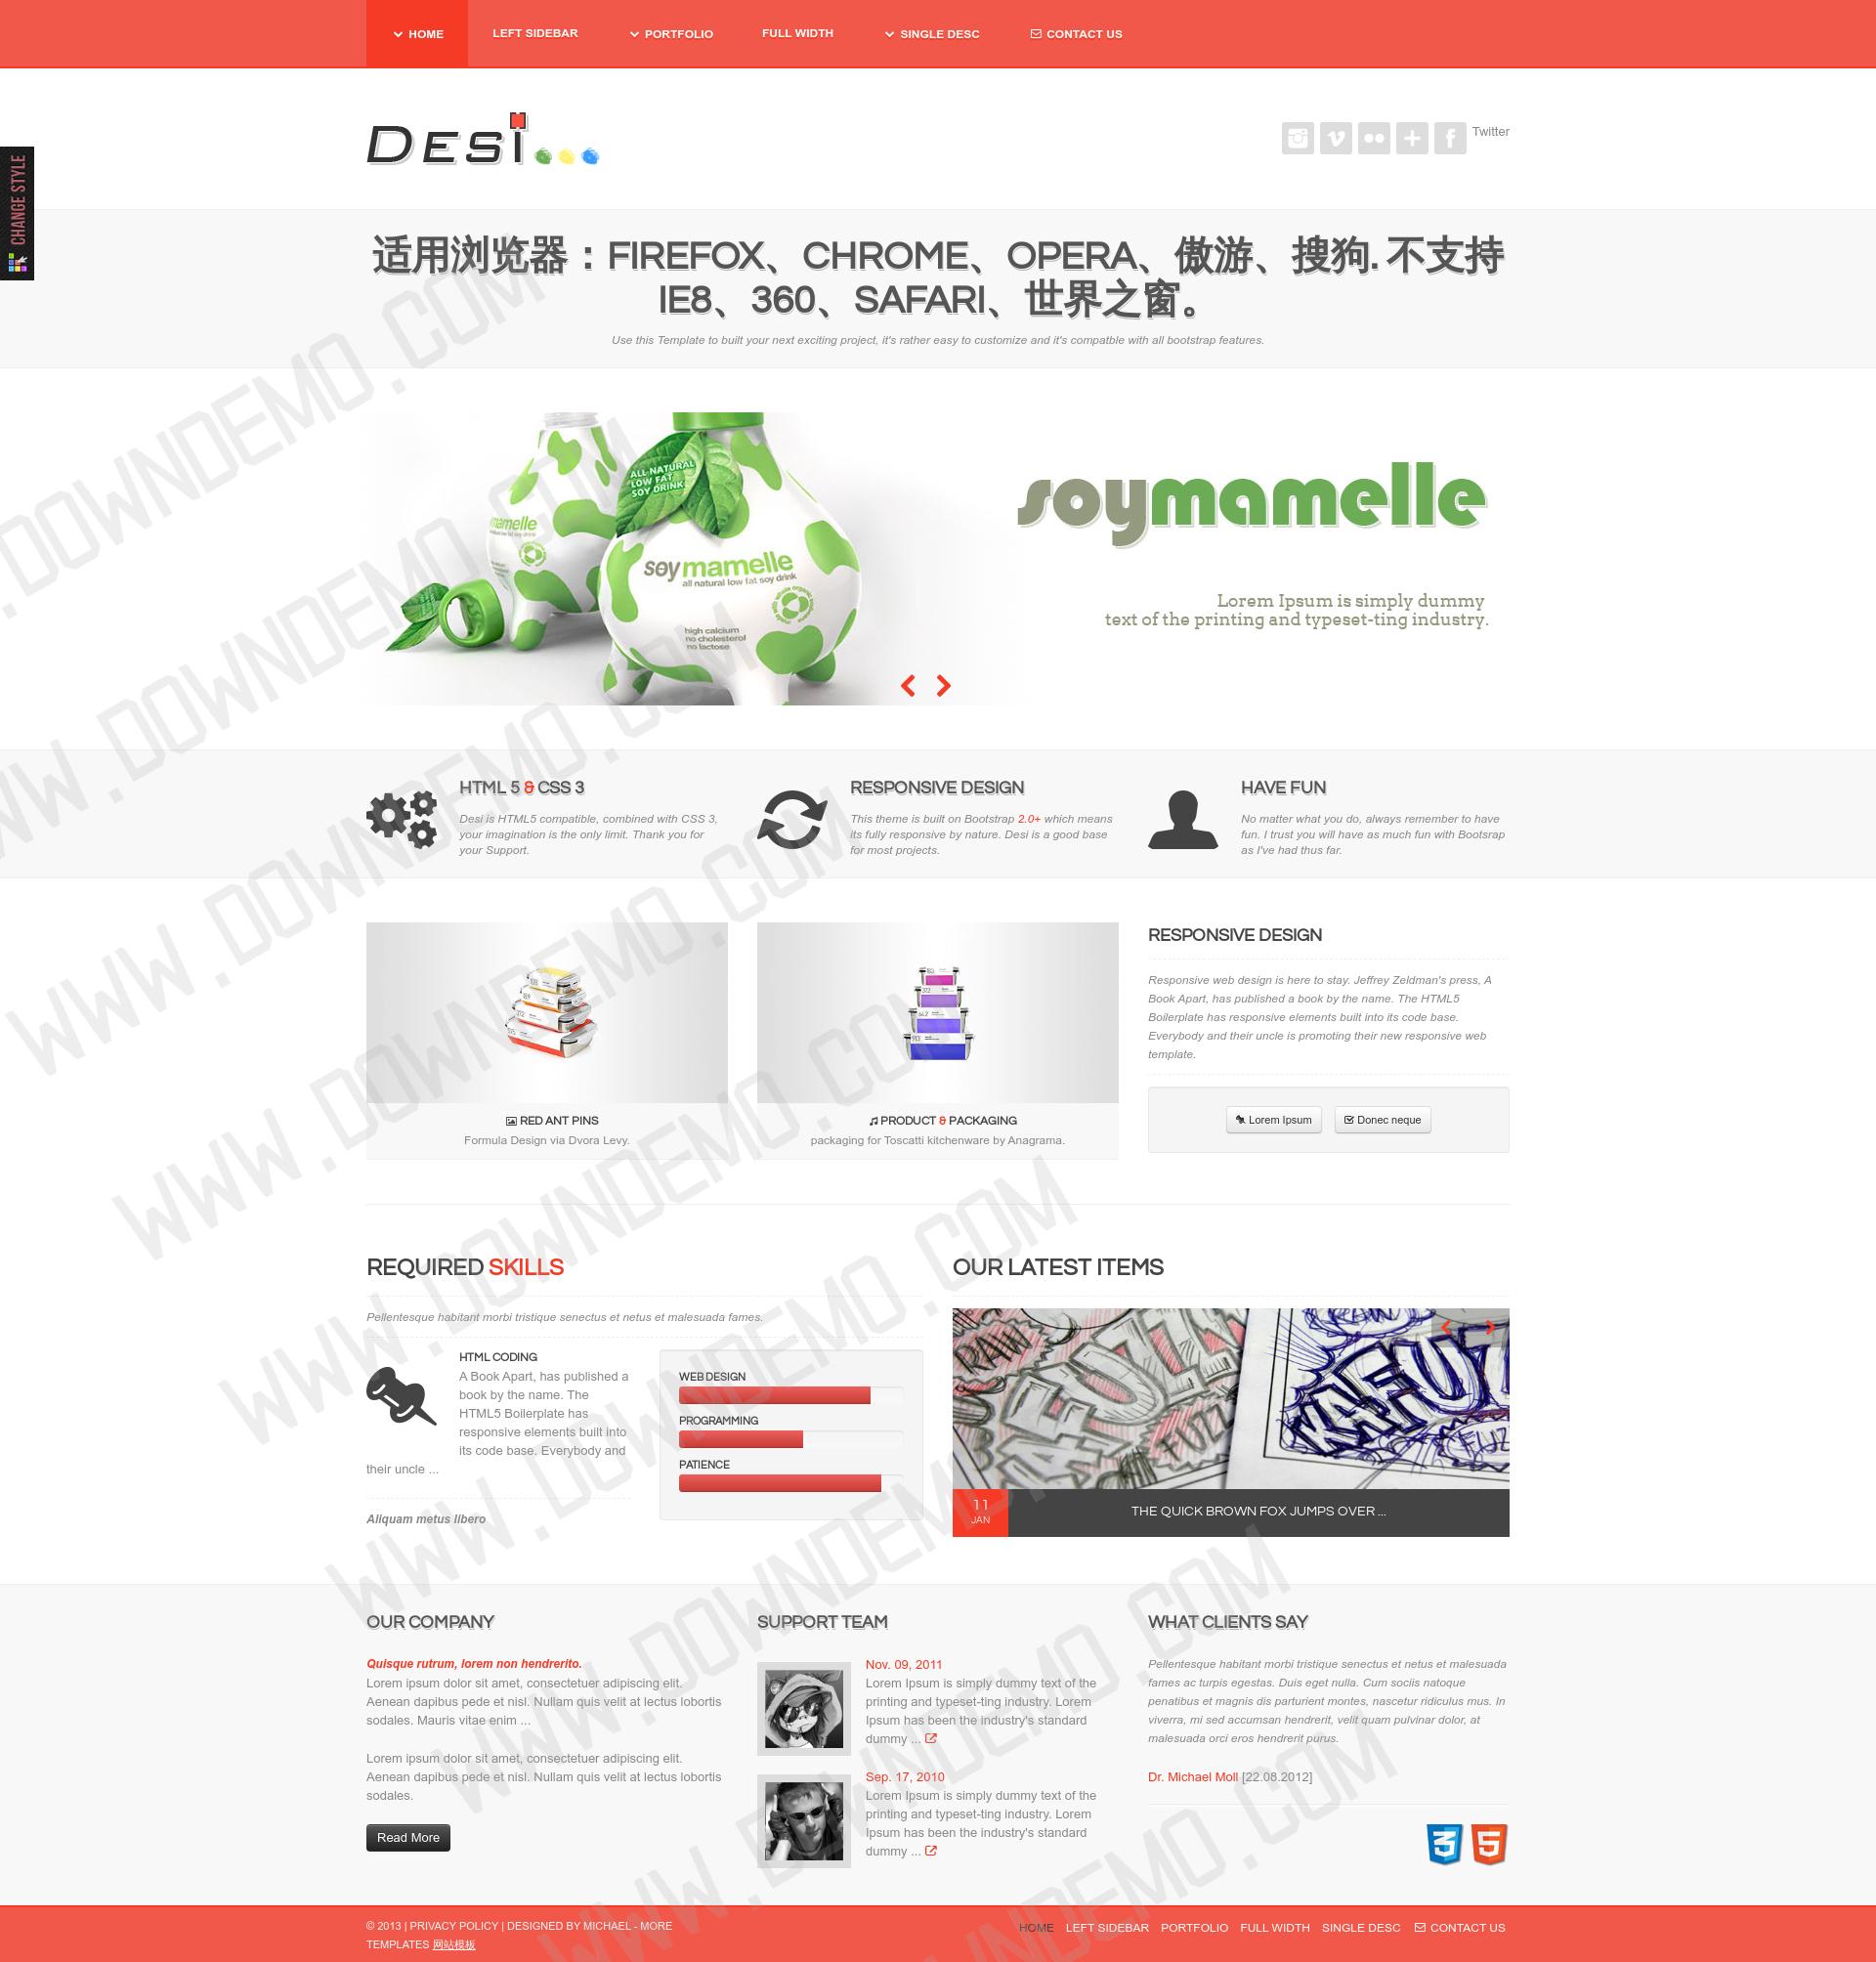 HOME
LEFT SIDEBAR
PORTFOLIO
FULL WIDTH
SINGLE DESC
CONTACT US
Desi
Twitter
CHANGE STYLE
适用浏览器：FIREFOX、CHROME、OPERA、傲游、搜狗. 不支持
IE8、360、SAFARI、世界之窗。
Use this Template to built your next exciting project, it's rather easy to customize and it's compatble with all bootstrap features.
ALL NATURAL
LOW FAT
SOY DRINK
mamelle
soymamelle
all natural low fat soy drink
high calcium
no cholesterol
no lactose
soymamelle
Lorem Ipsum is simply dummy
text of the printing and typeset-ting industry.
HTML 5 & CSS 3
Desi is HTML5 compatible, combined with CSS 3,
your imagination is the only limit. Thank you for
your Support.
RESPONSIVE DESIGN
This theme is built on Bootstrap 2.0+ which means
its fully responsive by nature. Desi is a good base
for most projects.
HAVE FUN
No matter what you do, always remember to have
fun. I trust you will have as much fun with Bootsrap
as I've had thus far.
RED ANT PINS
Formula Design via Dvora Levy.
PRODUCT & PACKAGING
packaging for Toscatti kitchenware by Anagrama.
RESPONSIVE DESIGN
Responsive web design is here to stay. Jeffrey Zeldman's press, A
Book Apart, has published a book by the name. The HTML5
Boilerplate has responsive elements built into its code base.
Everybody and their uncle is promoting their new responsive web
template.
Lorem Ipsum
Donec neque
REQUIRED SKILLS
Pellentesque habitant morbi tristique senectus et netus et malesuada fames.
HTML CODING
A Book Apart, has published a
book by the name. The
HTML5 Boilerplate has
responsive elements built into
its code base. Everybody and
their uncle ...
Aliquam metus libero
WEB DESIGN
PROGRAMMING
PATIENCE
OUR LATEST ITEMS
11
JAN
THE QUICK BROWN FOX JUMPS OVER ...
OUR COMPANY
Quisque rutrum, lorem non hendrerito.
Lorem ipsum dolor sit amet, consectetuer adipiscing elit.
Aenean dapibus pede et nisl. Nullam quis velit at lectus lobortis
sodales. Mauris vitae enim ...
Lorem ipsum dolor sit amet, consectetuer adipiscing elit.
Aenean dapibus pede et nisl. Nullam quis velit at lectus lobortis
sodales.
Read More
SUPPORT TEAM
Nov. 09, 2011
Lorem Ipsum is simply dummy text of the
printing and typeset-ting industry. Lorem
Ipsum has been the industry's standard
dummy ...
Sep. 17, 2010
Lorem Ipsum is simply dummy text of the
printing and typeset-ting industry. Lorem
Ipsum has been the industry's standard
dummy ...
WHAT CLIENTS SAY
Pellentesque habitant morbi tristique senectus et netus et malesuada
fames ac turpis egestas. Duis eget nulla. Cum sociis natoque
penatibus et magnis dis parturient montes, nascetur ridiculus mus. In
viverra, mi sed accumsan hendrerit, velit quam pulvinar dolor, at
malesuada orci eros hendrerit purus.
Dr. Michael Moll [22.08.2012]
3
5
© 2013 | PRIVACY POLICY | DESIGNED BY MICHAEL - MORE
TEMPLATES 网站模板
HOME
LEFT SIDEBAR
PORTFOLIO
FULL WIDTH
SINGLE DESC
CONTACT US
WWW.DOWNDEMO.COM